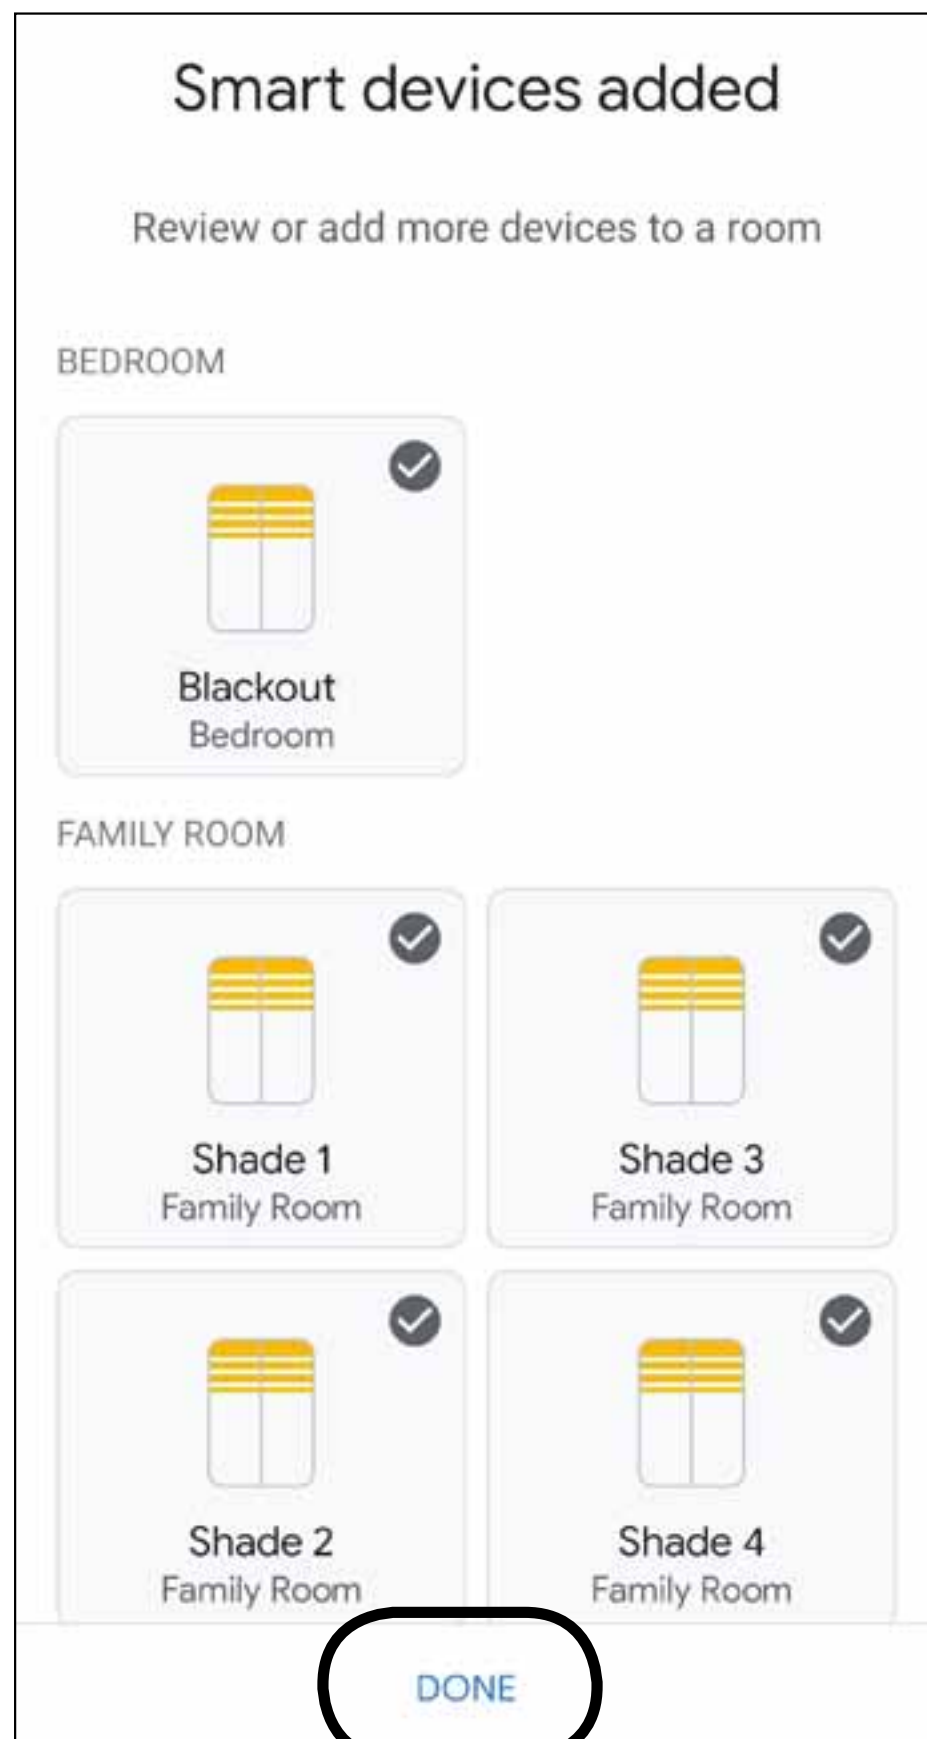 Smart devices added
Review or add more devices to a room
BEDROOM
Blackout
Bedroom
FAMILY ROOM
Shade 1
Family Room
Shade 3
Family Room
Shade 2
Family Room
Shade 4
Family Room
DONE